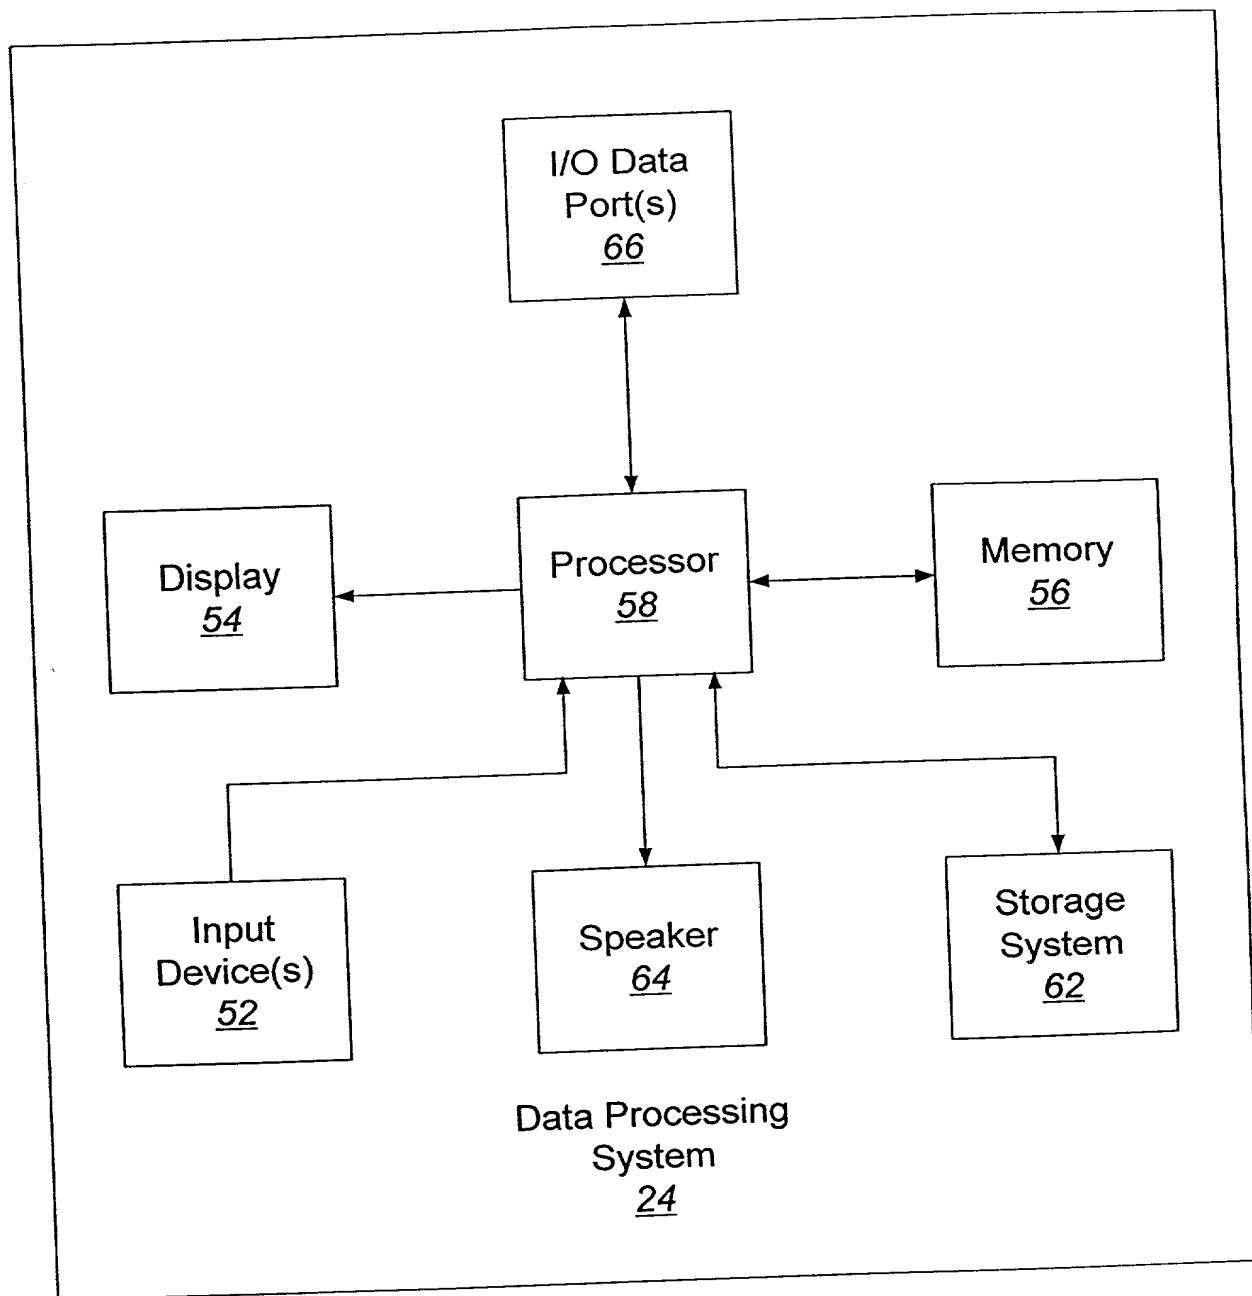 I/O Data
Port(s)
66
Display
54
Processor
58
Memory
56
Input
Device(s)
52
Speaker
64
Storage
System
62
Data Processing
System
24